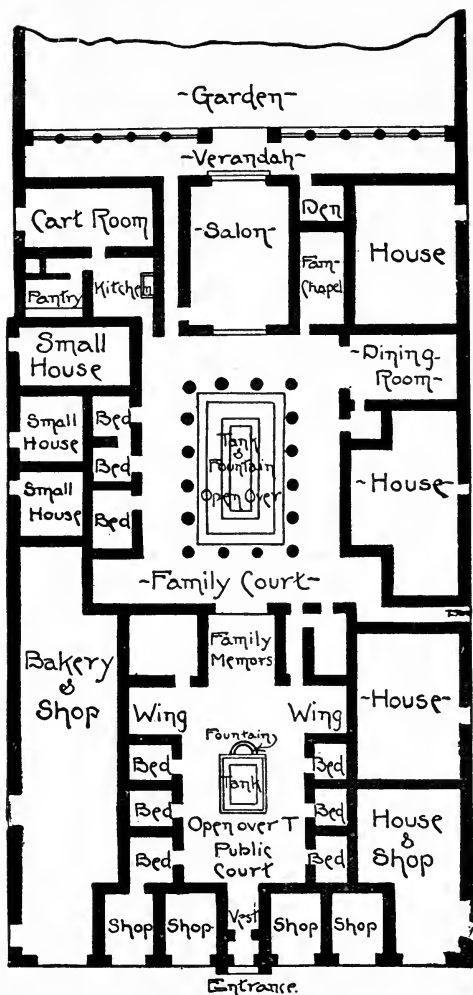 -Garden-
-Verandah-
Cart Room
-Salon-
Den
House
Pantry
Kitchen
Fam-
Chapel
Small
House
-Dining-
Room-
Small
House
Bed
Bed
Tank
&
Fountain
Open Over
-House-
Small
House
Bed
-Family Court-
Family
Memors
Bakery
&
Shop
Wing
Wing
-House-
Fountain
Tank
Bed
Bed
Bed
Bed
Open over T
Public
Court
House
&
Shop
Bed
Bed
Shop
Shop
Vest
Shop
Shop
Entrance.